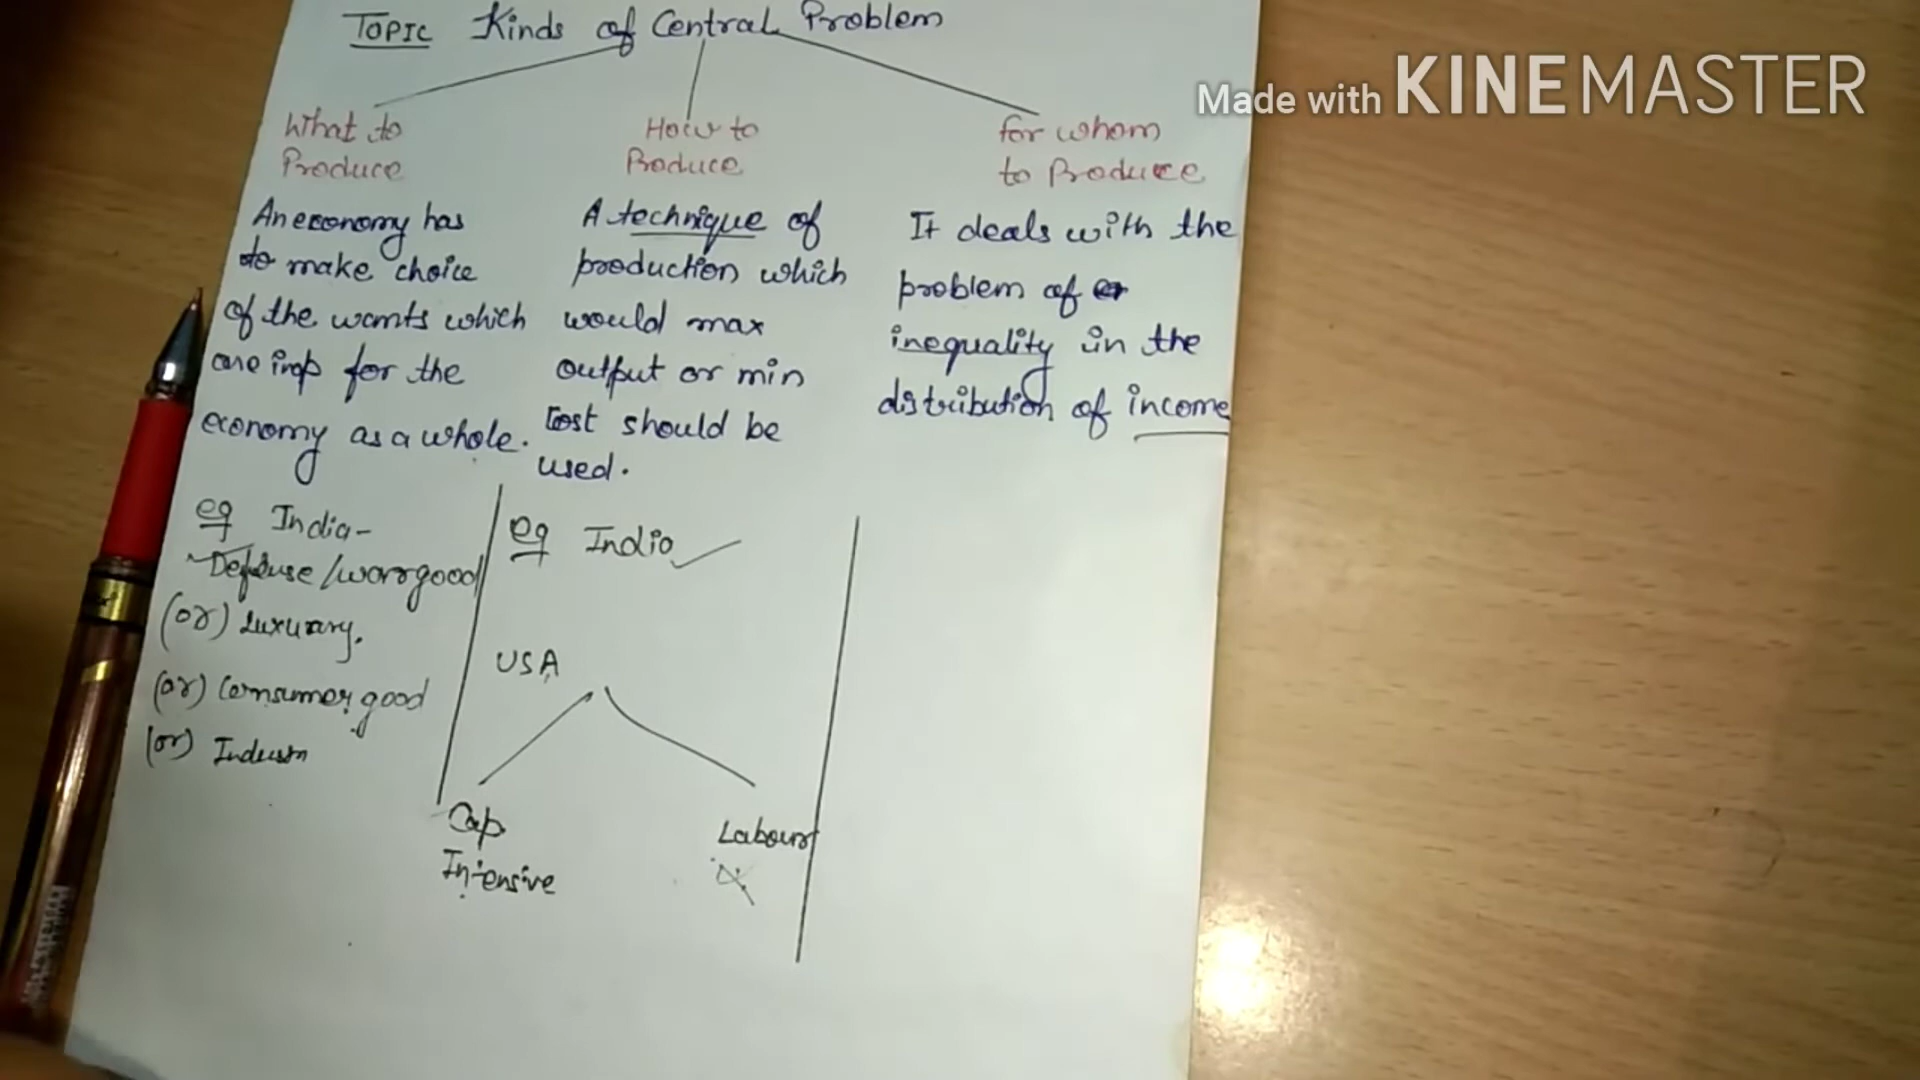 TOPIC Kinds of Central Problem
Made with KINEMASTER
What to
Produce
An economy has
to make choice
of the wants which
are imp for the
economy as a whole.
eg India-
Defense/war good
(or) Luxurary.
(or) Consumer good
(or)
How to
Produce
A technique of
production which
would max
output or min
Cost should be
used.
eg India
USA
Cap
Intensive
Labour
for whom
to Produce
It deals with the
problem of
inequality in the
distribution of income